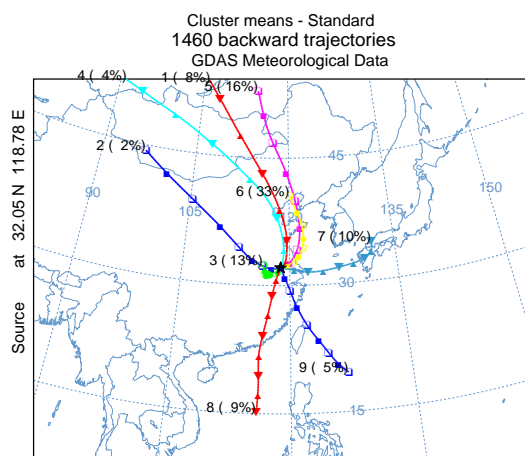 Cluster means - Standard
1460 backward trajectories
GDAS Meteorological Data
Source at 32.05 N 118.78 E
4 ( 4%)
1 ( 8%)
5 (16%)
2 ( 2%)
45
150
90
105
6 (33%)
135
7 (10%)
3 (13%)
30
9 ( 5%)
8 ( 9%)
15